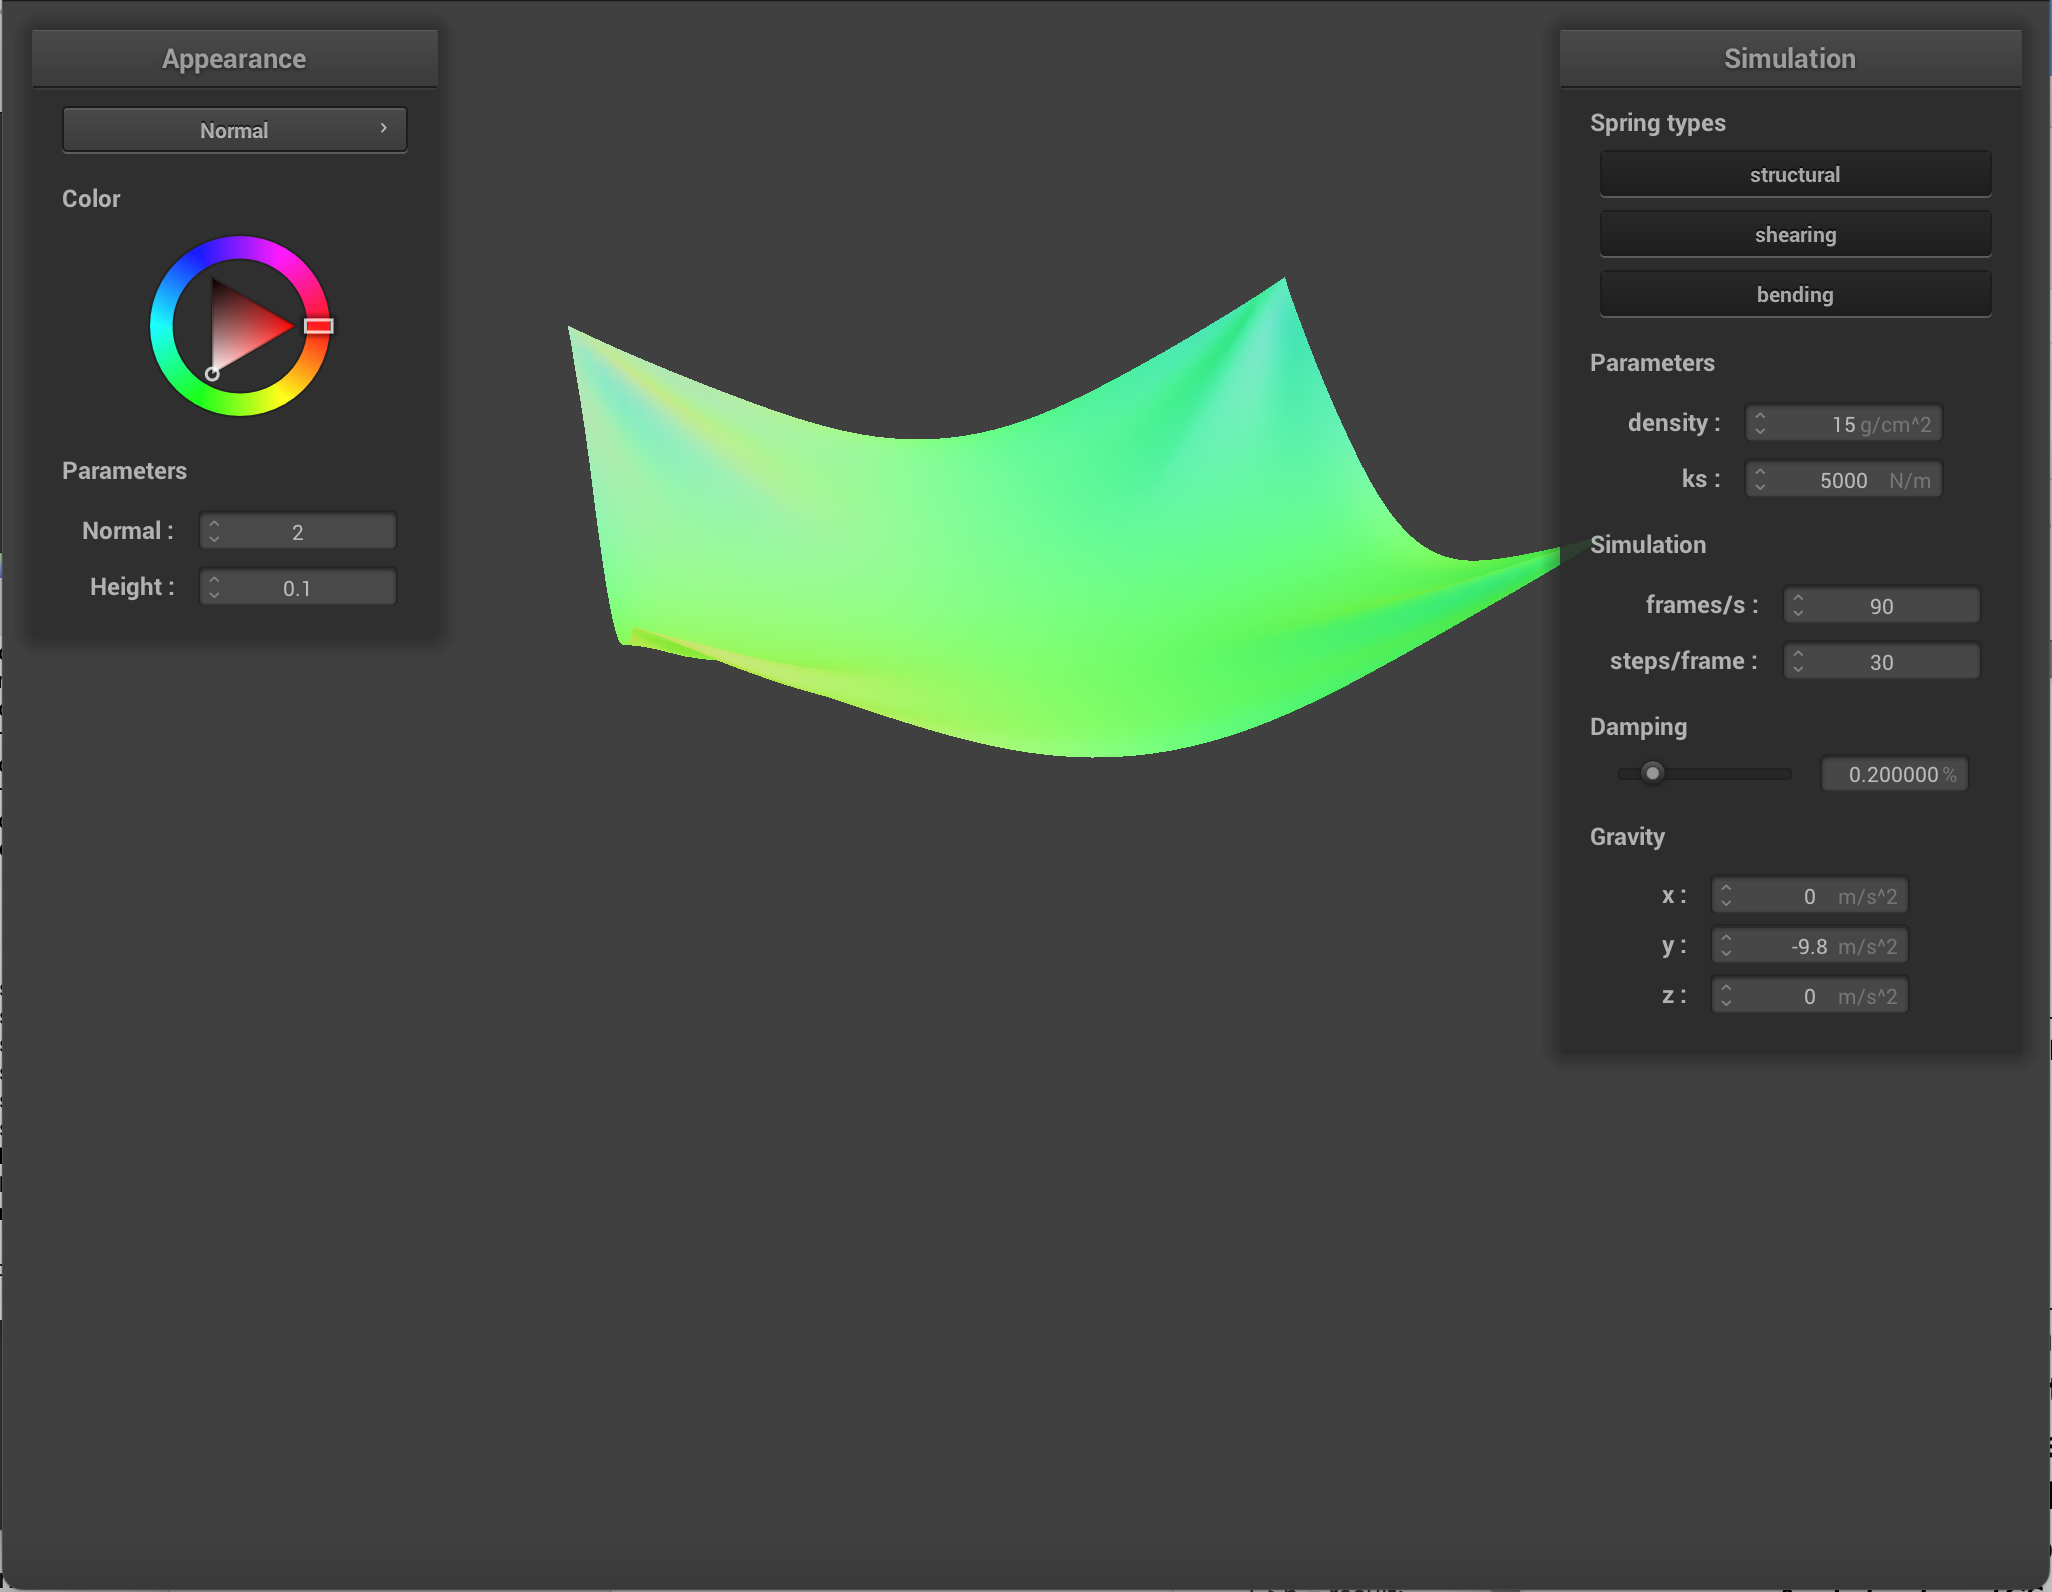 Appearance
Normal
Color
Parameters
Normal : 2
Height : 0.1
Simulation
Spring types
structural
shearing
bending
Parameters
density : 15 g/cm^2
ks : 5000 N/m
Simulation
frames/s : 90
steps/frame : 30
Damping
0.200000 %
Gravity
x : 0 m/s^2
y : -9.8 m/s^2
z : 0 m/s^2